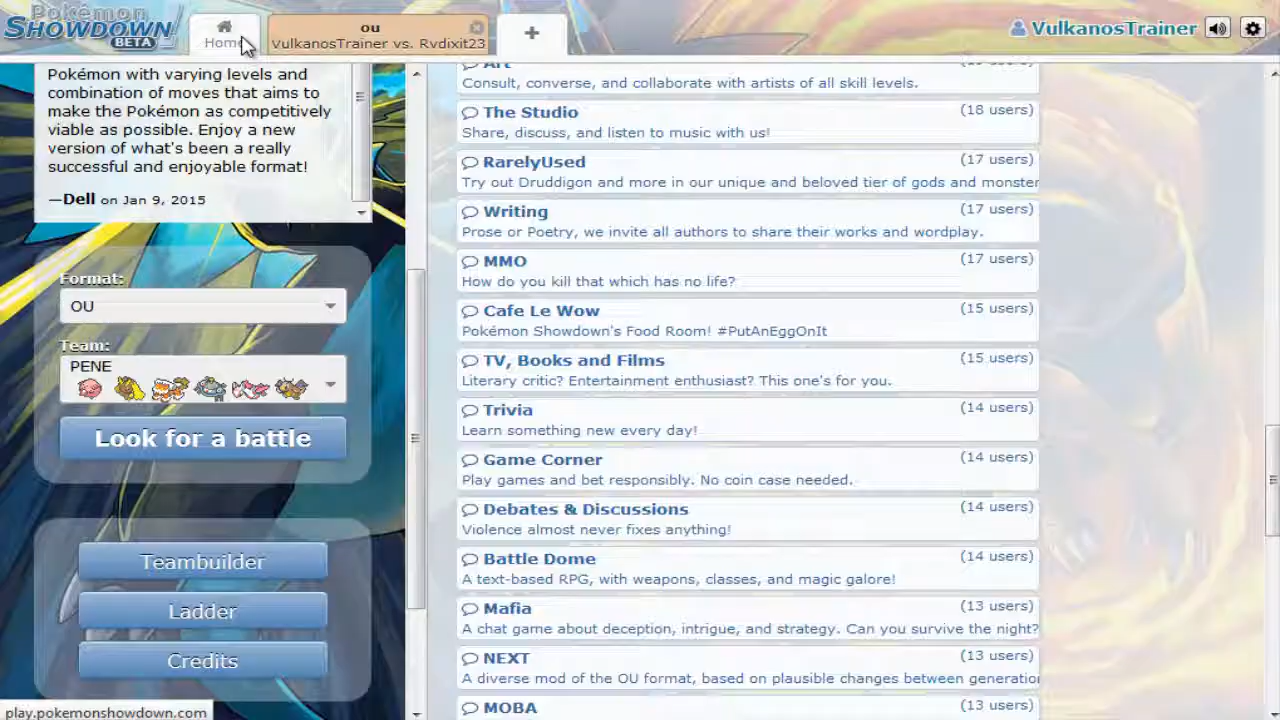 Pokémon
SHOWDOWN
BETA
Home
ou
VulkanosTrainer vs. Rvdixit23
+
VulkanosTrainer
Pokémon with varying levels and
combination of moves that aims to
make the Pokémon as competitively
viable as possible. Enjoy a new
version of what's been a really
successful and enjoyable format!
—Dell on Jan 9, 2015
Format:
OU
Team:
PENE
Look for a battle
Teambuilder
Ladder
Credits
Art
Consult, converse, and collaborate with artists of all skill levels.
The Studio (18 users)
Share, discuss, and listen to music with us!
RarelyUsed (17 users)
Try out Druddigon and more in our unique and beloved tier of gods and monster
Writing (17 users)
Prose or Poetry, we invite all authors to share their works and wordplay.
MMO (17 users)
How do you kill that which has no life?
Cafe Le Wow (15 users)
Pokémon Showdown's Food Room! #PutAnEggOnIt
TV, Books and Films (15 users)
Literary critic? Entertainment enthusiast? This one's for you.
Trivia (14 users)
Learn something new every day!
Game Corner (14 users)
Play games and bet responsibly. No coin case needed.
Debates & Discussions (14 users)
Violence almost never fixes anything!
Battle Dome (14 users)
A text-based RPG, with weapons, classes, and magic galore!
Mafia (13 users)
A chat game about deception, intrigue, and strategy. Can you survive the night?
NEXT (13 users)
A diverse mod of the OU format, based on plausible changes between generation
MOBA (13 users)
play.pokemonshowdown.com